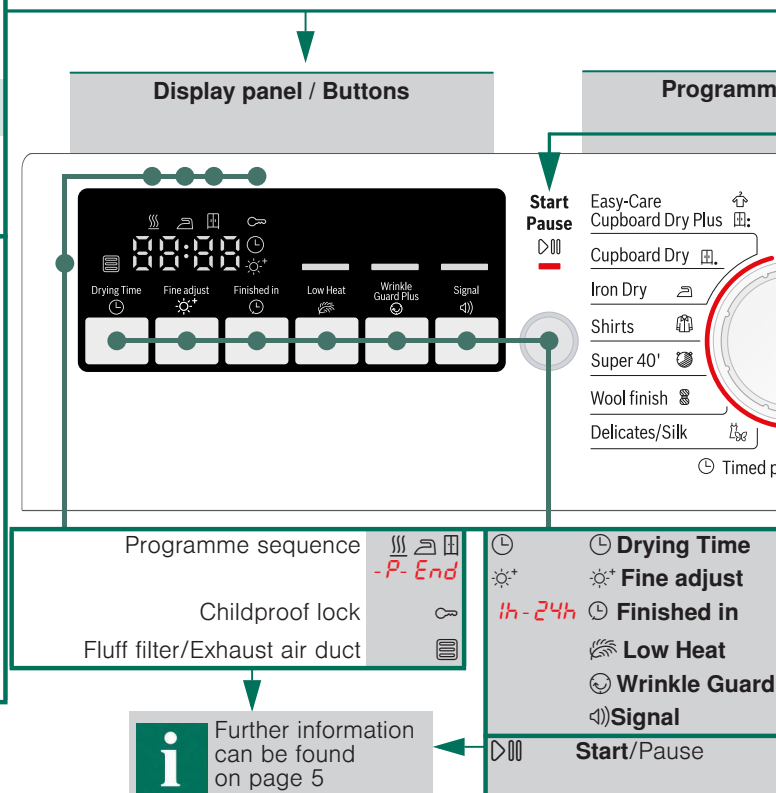 Display panel / Buttons
Programm
88:88
Drying Time
Fine adjust
Finished in
Low Heat
Wrinkle
Guard Plus
Signal
Start
Pause
Easy-Care
Cupboard Dry Plus
Cupboard Dry
Iron Dry
Shirts
Super 40'
Wool finish
Delicates/Silk
Timed p
Programme sequence
-P- End
Childproof lock
Fluff filter/Exhaust air duct
Drying Time
Fine adjust
1h-24h Finished in
Low Heat
Wrinkle Guard
Signal
Start/Pause
i
Further information
can be found
on page 5